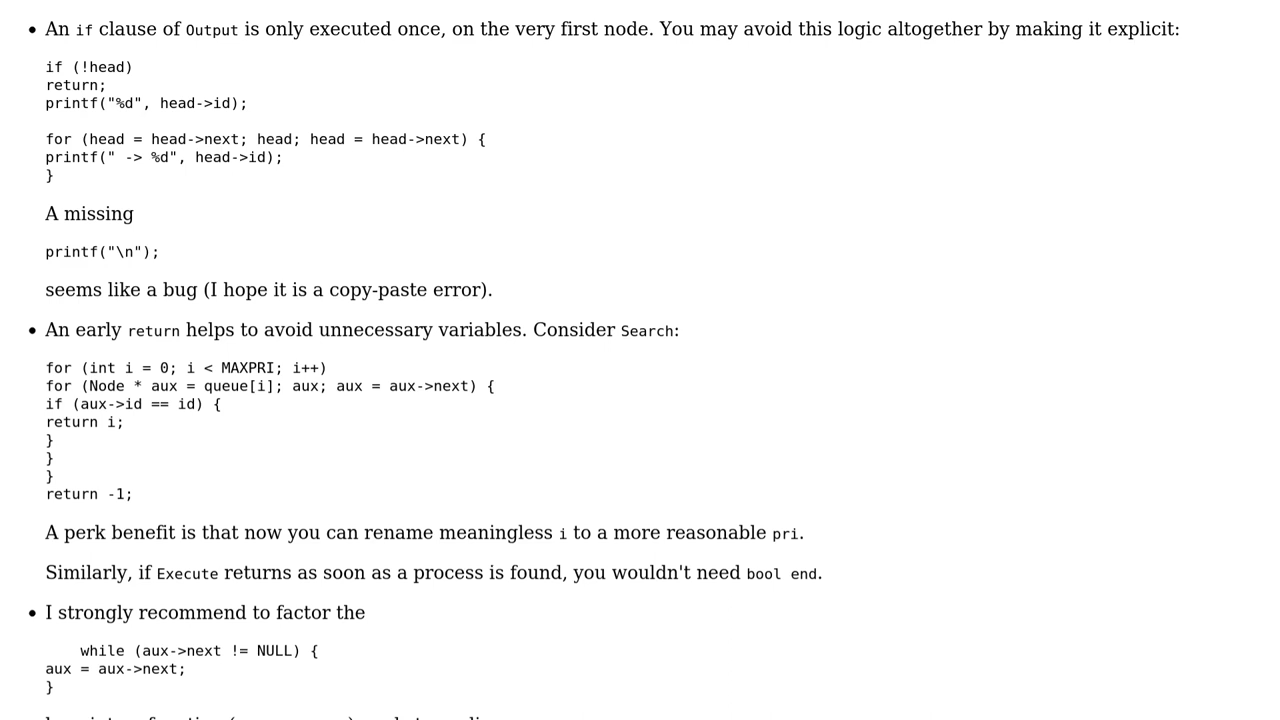 • An if clause of Output is only executed once, on the very first node. You may avoid this logic altogether by making it explicit:
if (!head)
return;
printf("%d", head->id);
for (head = head->next; head; head = head->next) {
printf(" -> %d", head->id);
}
A missing
printf("\n");
seems like a bug (I hope it is a copy-paste error).
• An early return helps to avoid unnecessary variables. Consider Search:
for (int i = 0; i < MAXPRI; i++)
for (Node * aux = queue[i]; aux; aux = aux->next) {
if (aux->id == id) {
return i;
}
}
}
return -1;
A perk benefit is that now you can rename meaningless i to a more reasonable pri.
Similarly, if Execute returns as soon as a process is found, you wouldn't need bool end.
• I strongly recommend to factor the
    while (aux->next != NULL) {
aux = aux->next;
}